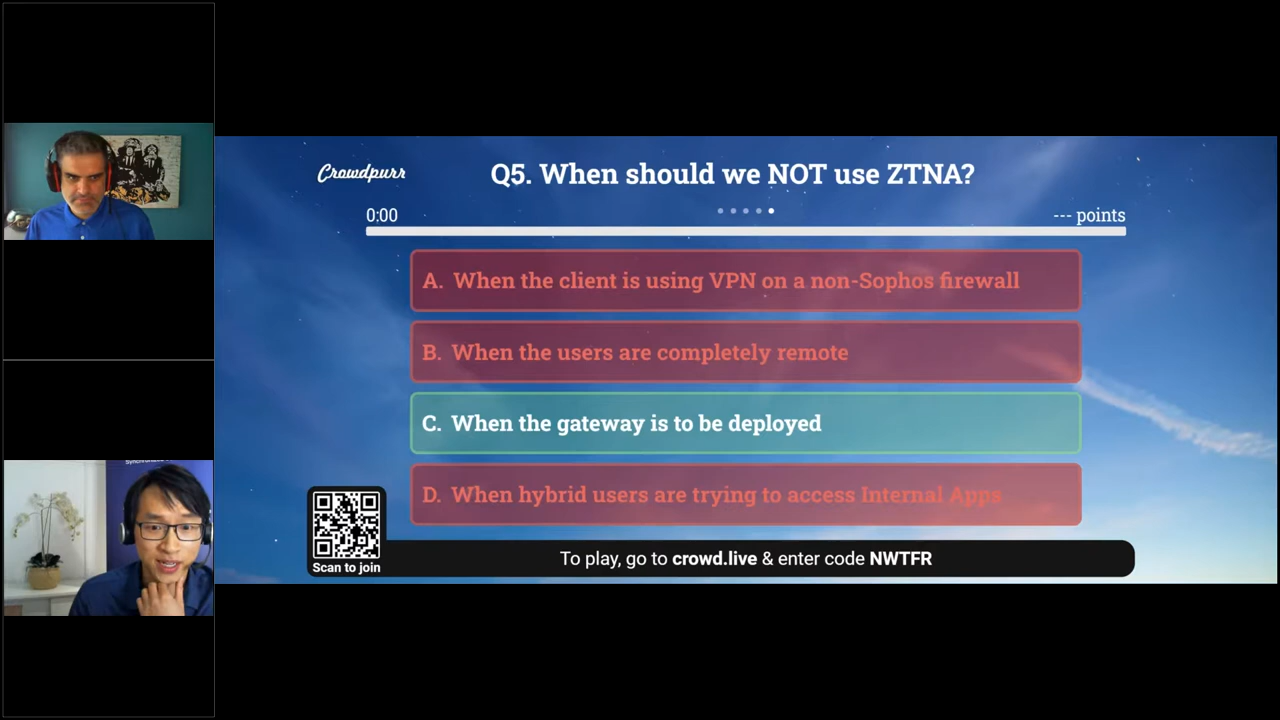 Crowdpurr
Q5. When should we NOT use ZTNA?
0:00
--- points
A. When the client is using VPN on a non-Sophos firewall
B. When the users are completely remote
C. When the gateway is to be deployed
D. When hybrid users are trying to access Internal Apps
Scan to join
To play, go to crowd.live & enter code NWTFR